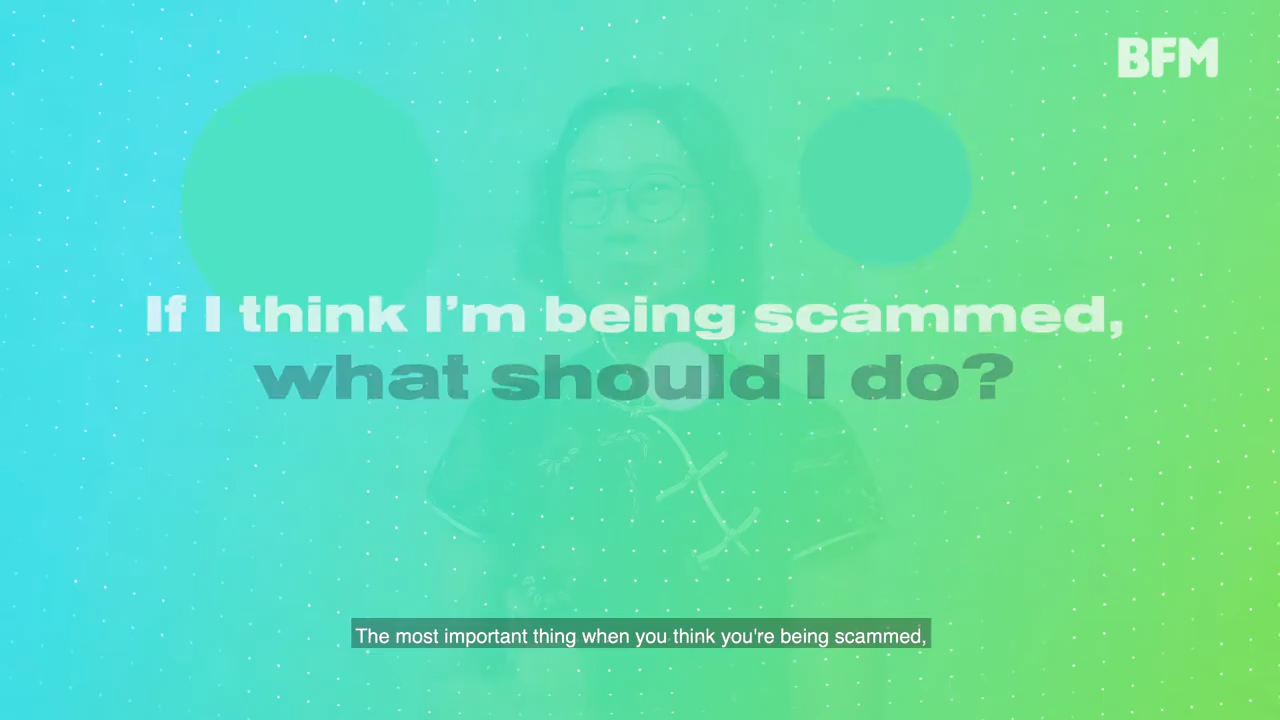 BFM
If I think I'm being scammed,
what should I do?
The most important thing when you think you're being scammed,